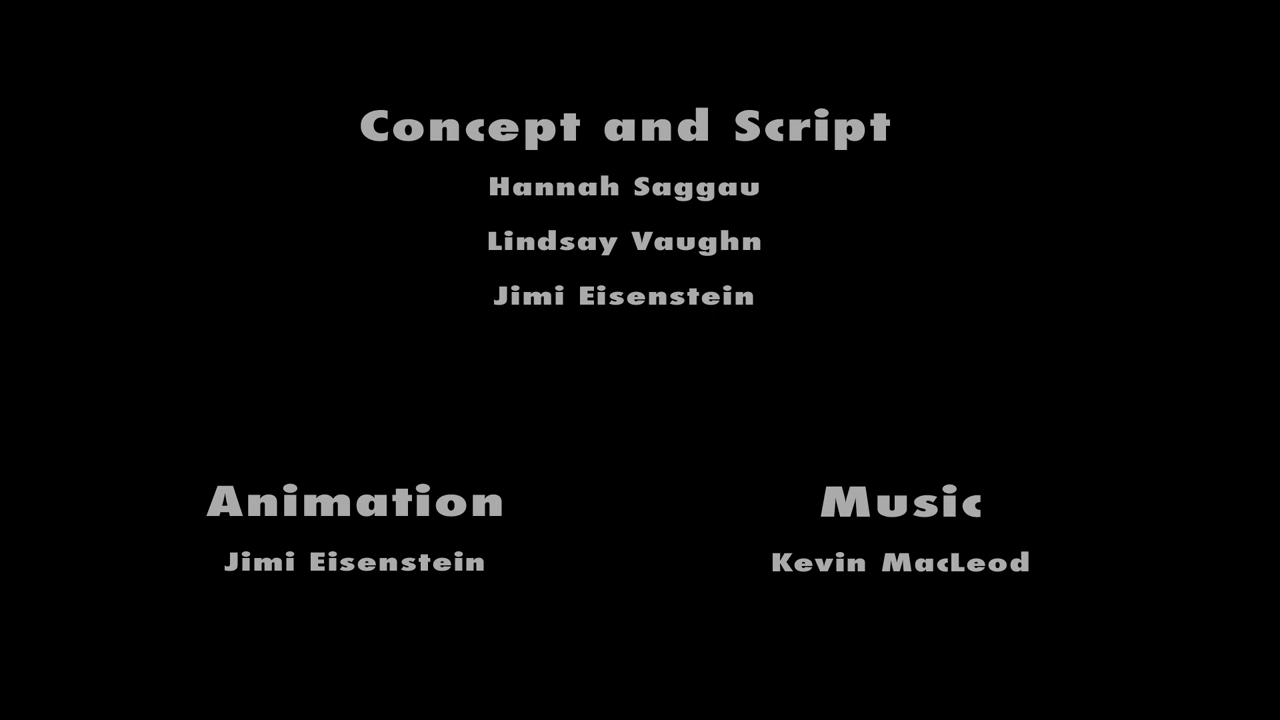 Concept and Script
Hannah Saggau
Lindsay Vaughn
Jimi Eisenstein
Animation
Jimi Eisenstein
Music
Kevin MacLeod